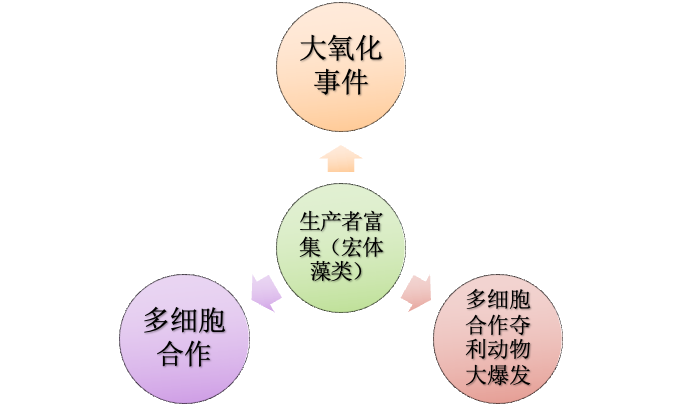 大氧化
事件
生产者富
集（宏体
藻类）
多细胞
合作
多细胞
合作夺
利动物
大爆发